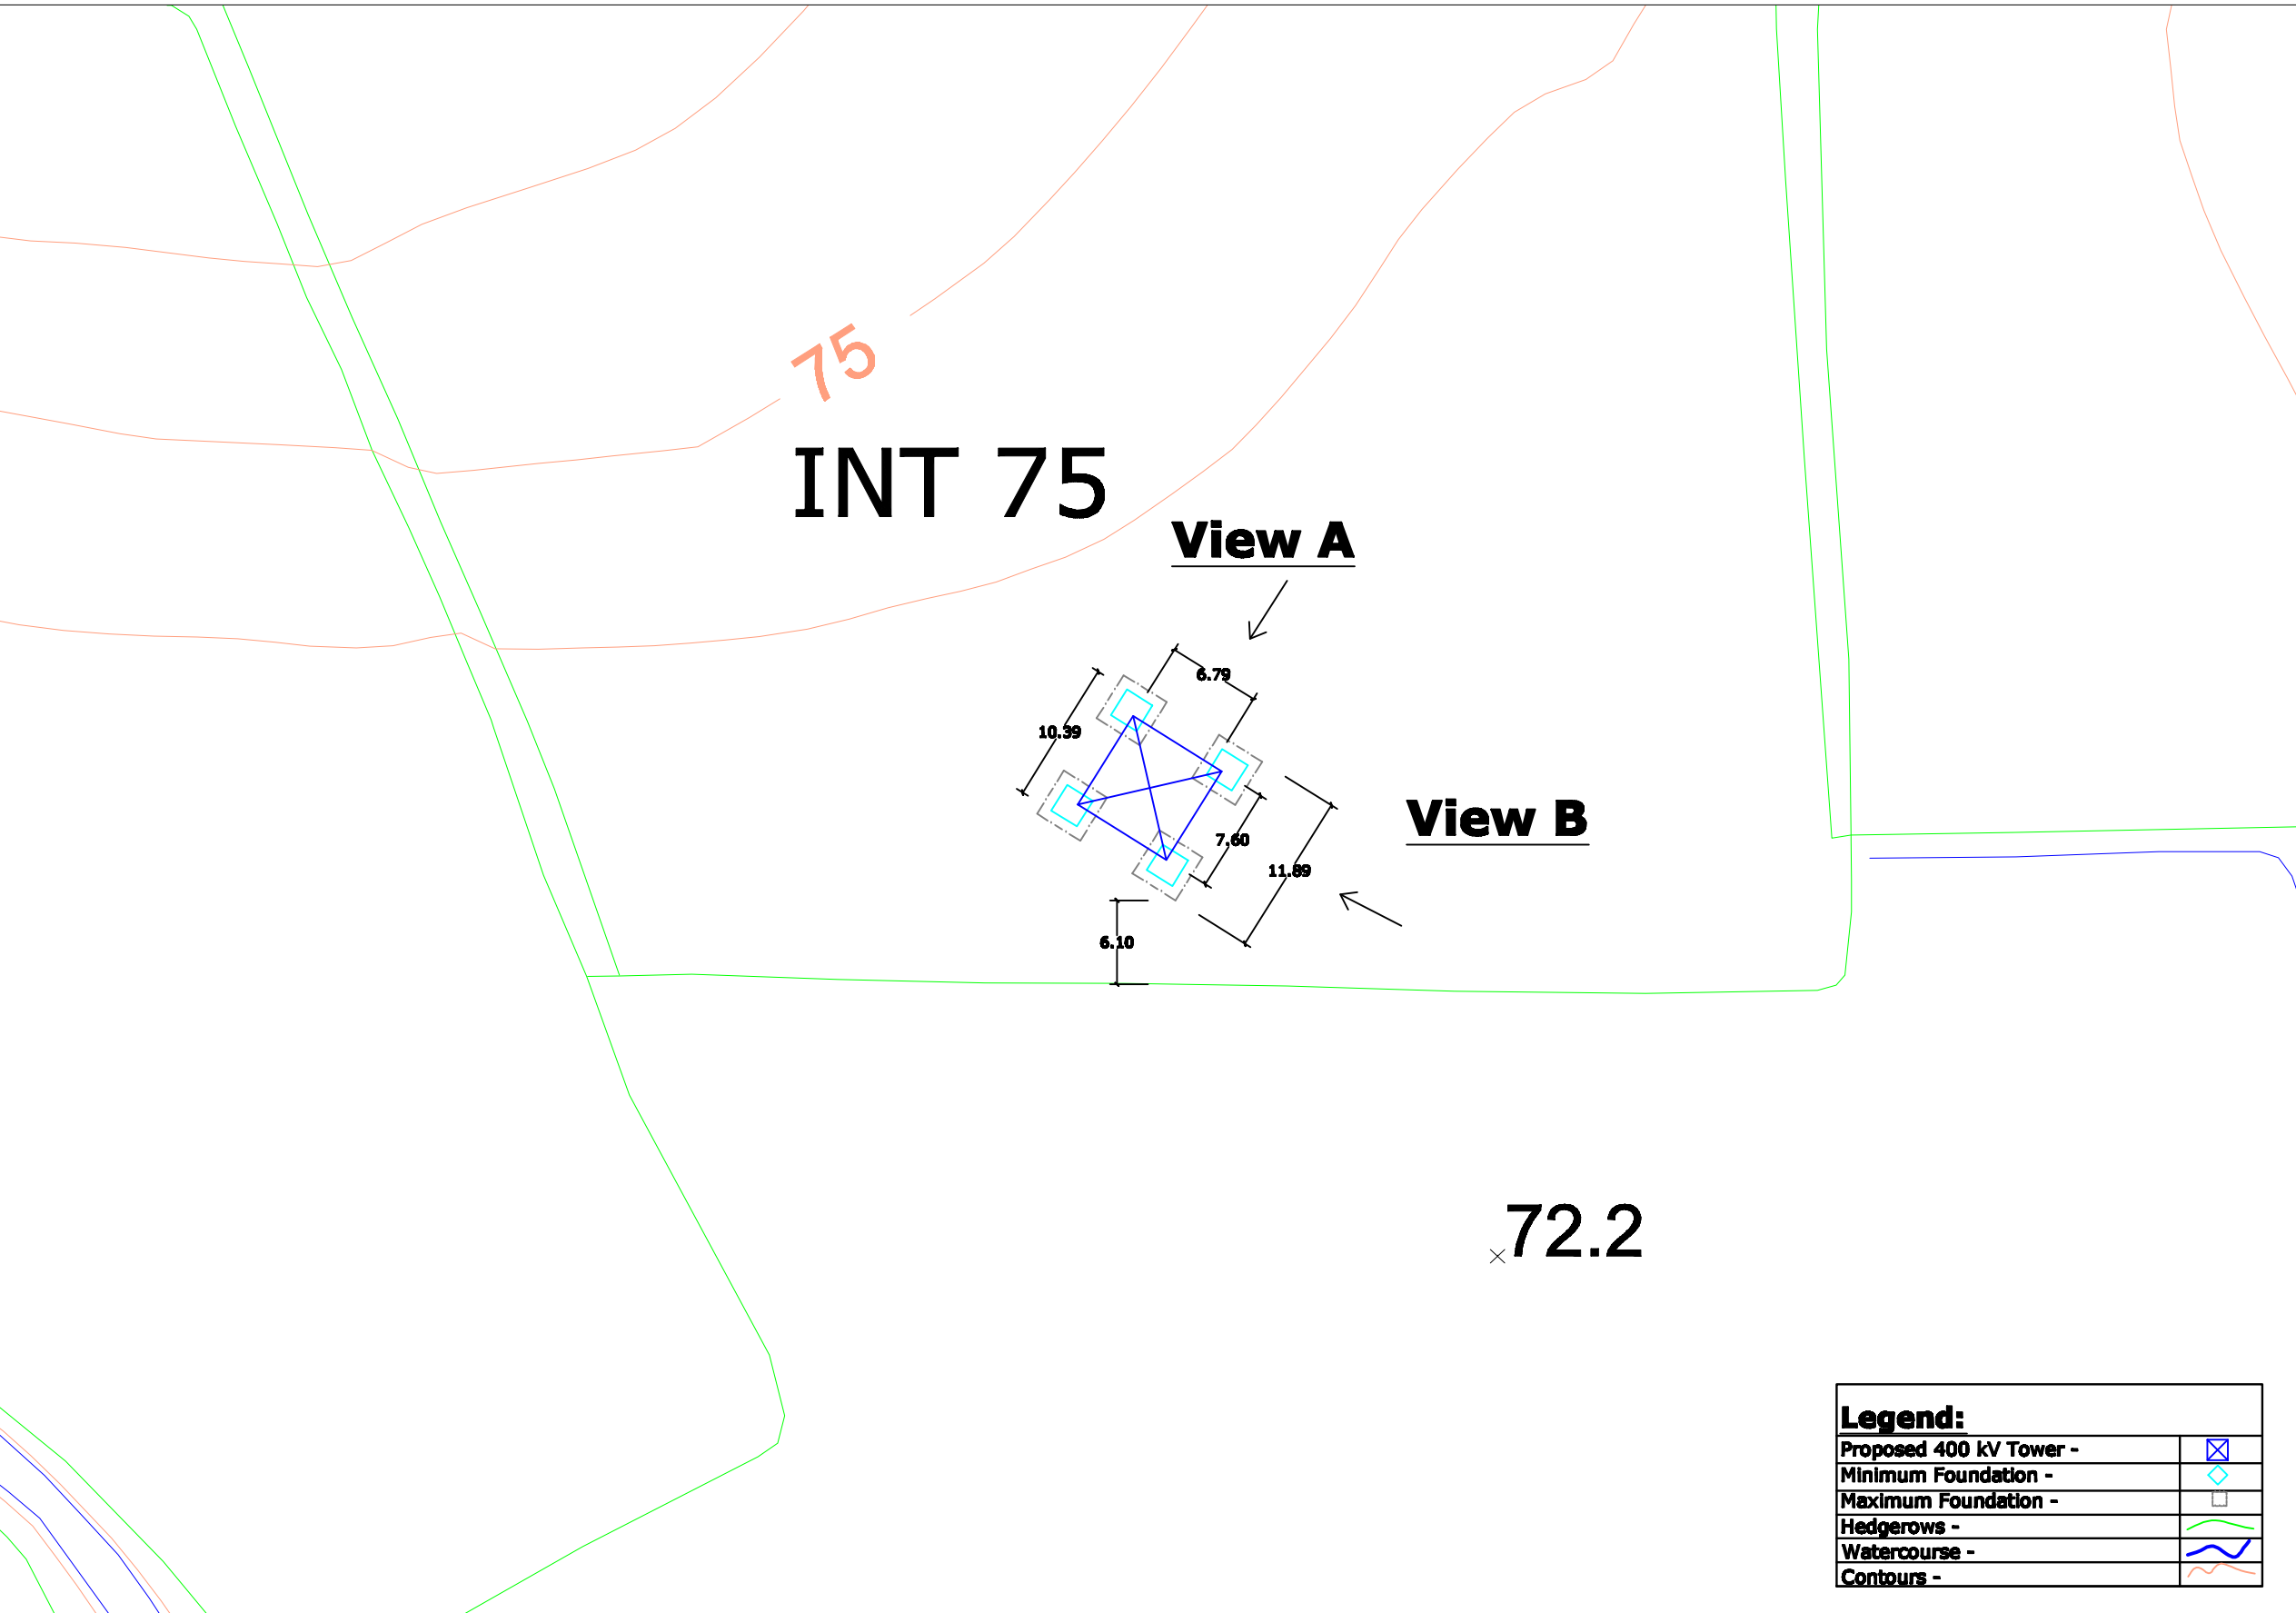 75
INT 75
View A
6.79
10.39
View B
7.60
11.89
6.10
72.2
Legend:
Proposed 400 kV Tower -
Minimum Foundation -
Maximum Foundation -
Hedgerows -
Watercourse -
Contours -